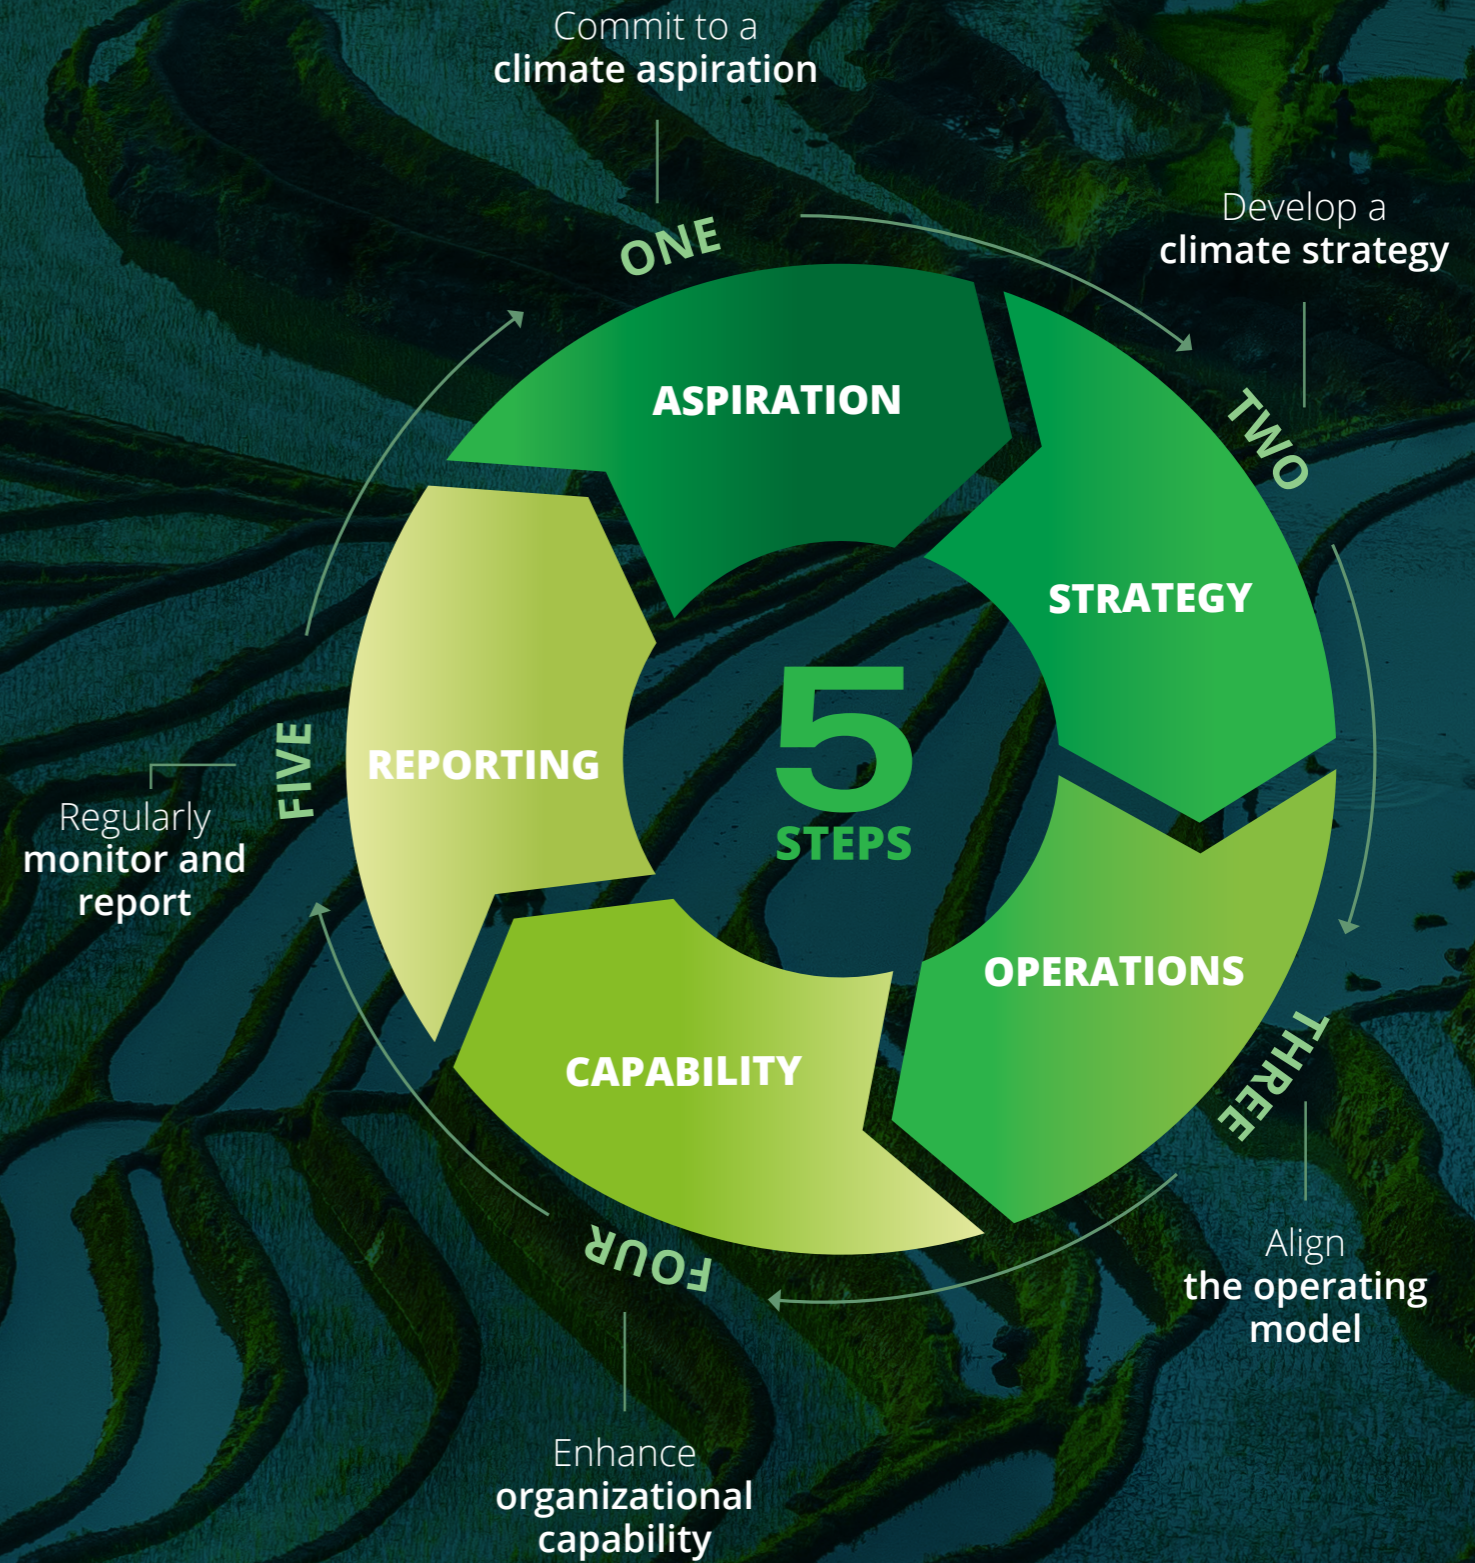 Commit to a
climate aspiration
ONE
ASPIRATION
Develop a
climate strategy
TWO
STRATEGY
5
STEPS
OPERATIONS
THREE
Align
the operating
model
CAPABILITY
FOUR
Enhance
organizational
capability
REPORTING
FIVE
Regularly
monitor and
report